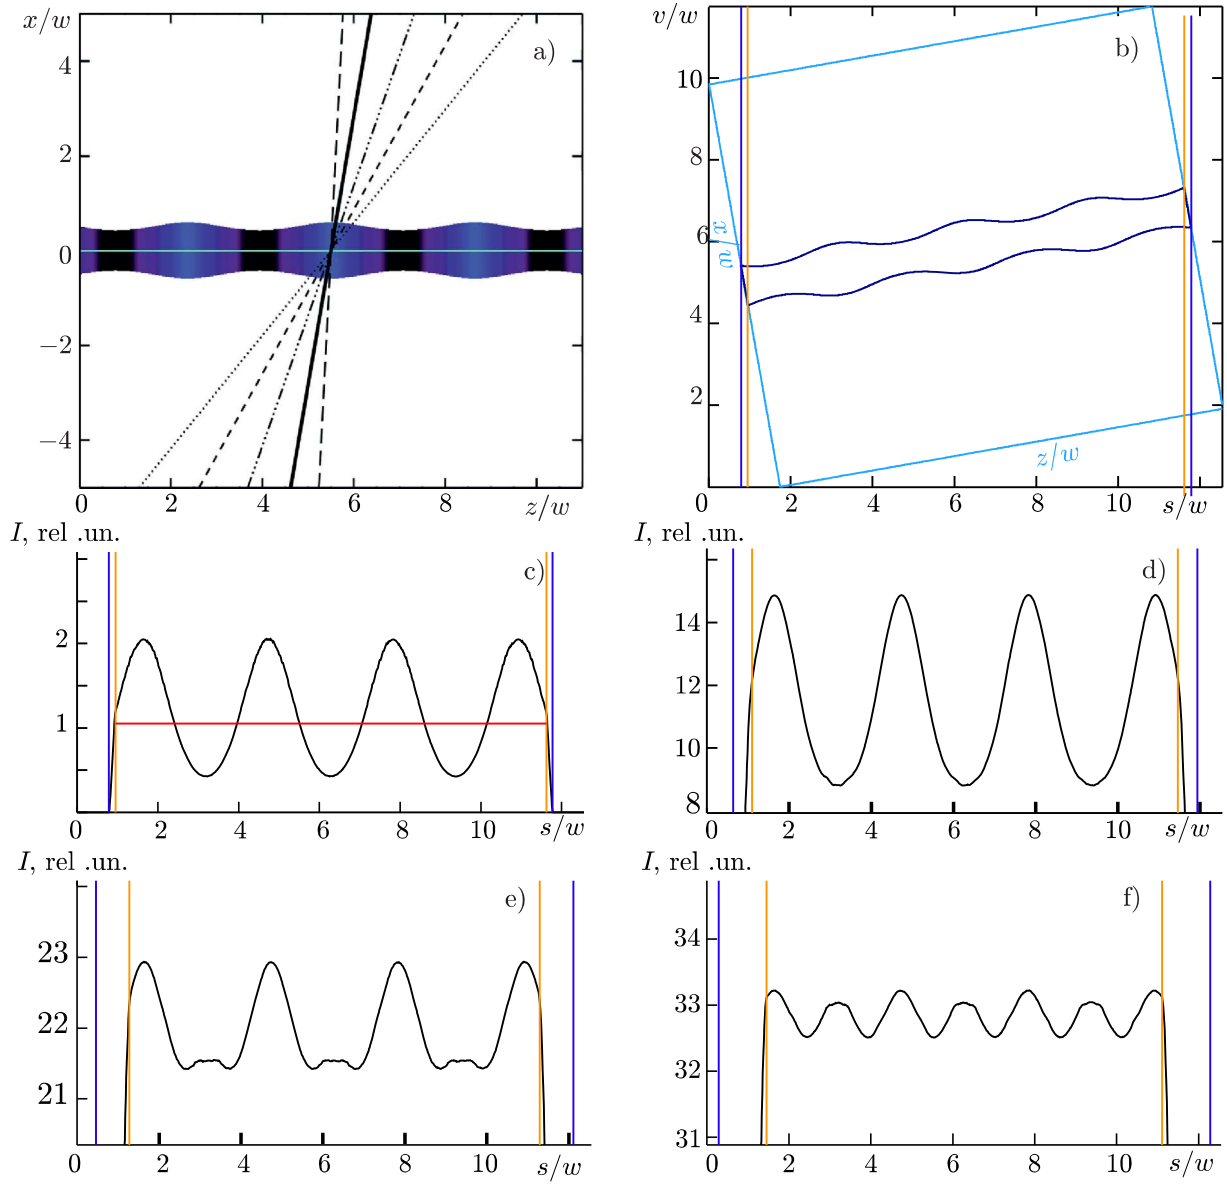 x/w
a)
4
2
0
−2
−4
0 2 4 6 8 z/w
v/w
b)
10
8
6
4
2
x/w
z/w
0 2 4 6 8 10 s/w
I, rel .un.
c)
2
1
0 2 4 6 8 10 s/w
I, rel .un.
d)
14
12
10
8
0 2 4 6 8 10 s/w
I, rel .un.
e)
23
22
21
0 2 4 6 8 10 s/w
I, rel .un.
f)
34
33
32
31
0 2 4 6 8 10 s/w